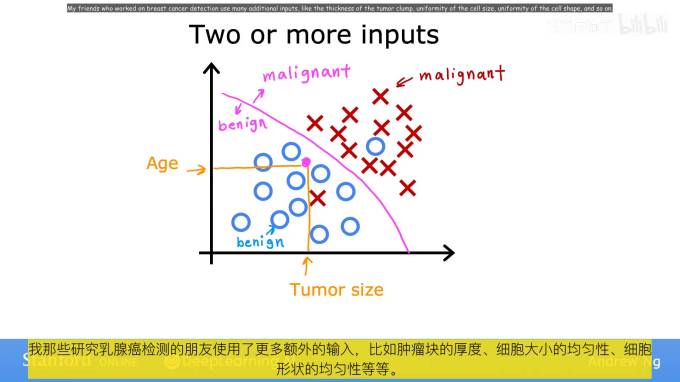 My friends who worked on breast cancer detection use many additional inputs, like the thickness of the tumor clump, uniformity of the cell size, uniformity of the cell shape, and so on
bilibili
Two or more inputs
malignant
malignant
benign
Age
benign
Tumor size
我那些研究乳腺癌检测的朋友使用了更多额外的输入，比如肿瘤块的厚度、细胞大小的均匀性、细胞
形状的均匀性等等。
Stanford ONLINE DeepLearning Andrew Ng